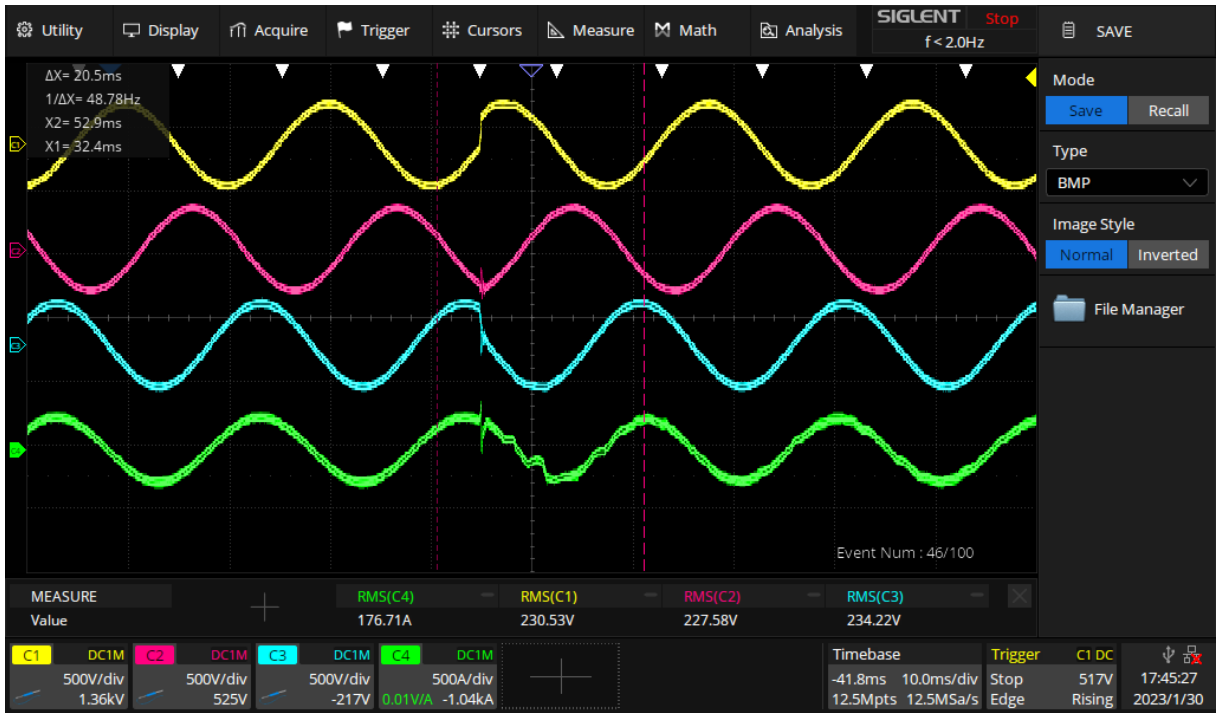 Utility Display Acquire Trigger Cursors Measure Math Analysis SIGLENT Stop SAVE
f < 2.0Hz
ΔX= 20.5ms
1/ΔX= 48.78Hz
X2= 52.9ms
X1= 32.4ms
Mode
Save Recall
Type
BMP
Image Style
Normal Inverted
File Manager
C1
C2
C3
Event Num : 46/100
MEASURE RMS(C4) RMS(C1) RMS(C2) RMS(C3)
Value 176.71A 230.53V 227.58V 234.22V
C1 DC1M C2 DC1M C3 DC1M C4 DC1M Timebase Trigger C1 DC
500V/div 500V/div 500V/div 500A/div -41.8ms 10.0ms/div Stop 517V 17:45:27
1.36kV 525V -217V 0.01V/A -1.04kA 12.5Mpts 12.5MSa/s Edge Rising 2023/1/30